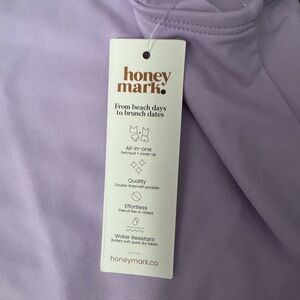 honey
mark.
From beach days
to brunch dates
All-in-one
Swimsuit + cover-up
Quality
Double-lined with pockets
Effortless
Free of ties or clasps
Water Resistant
Buttery soft, quick dry fabric
honeymark.co